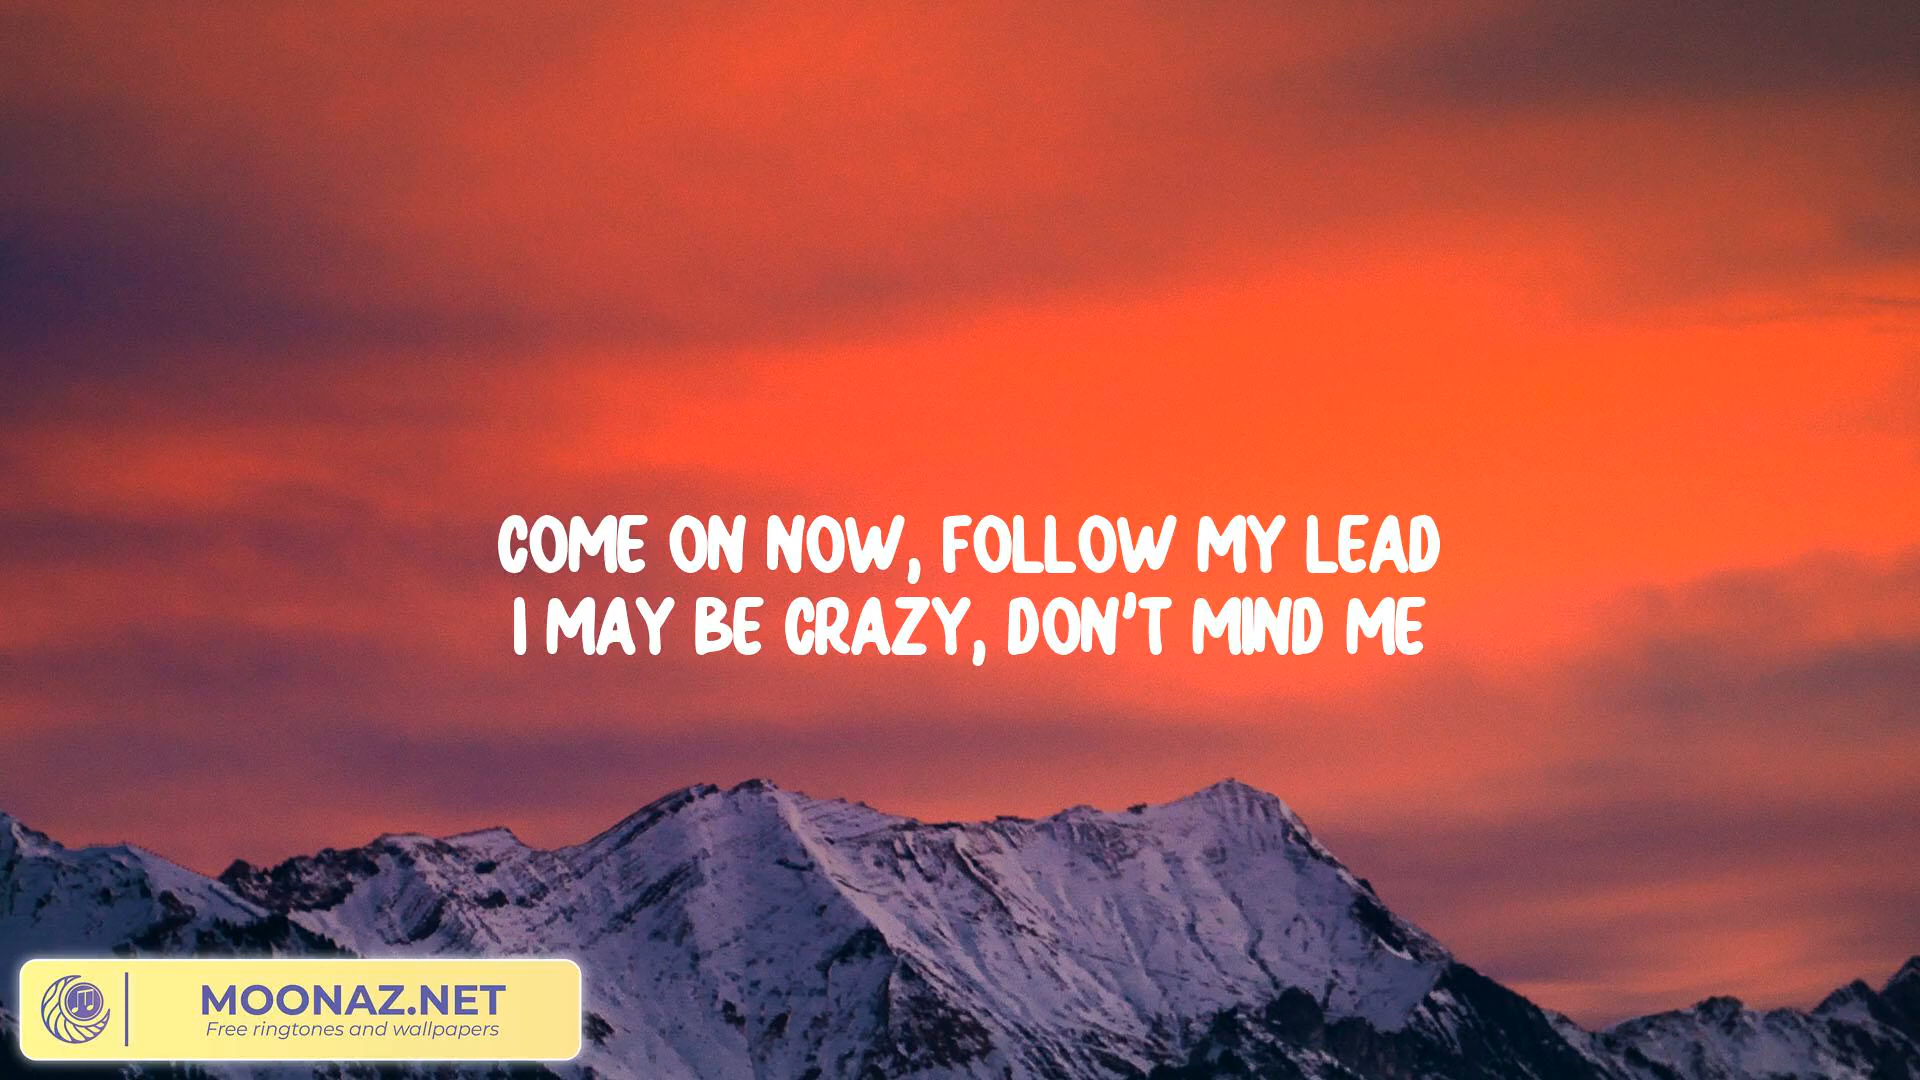 COME ON NOW, FOLLOW MY LEAD
I MAY BE CRAZY, DON'T MIND ME
MOONAZ.NET
Free ringtones and wallpapers